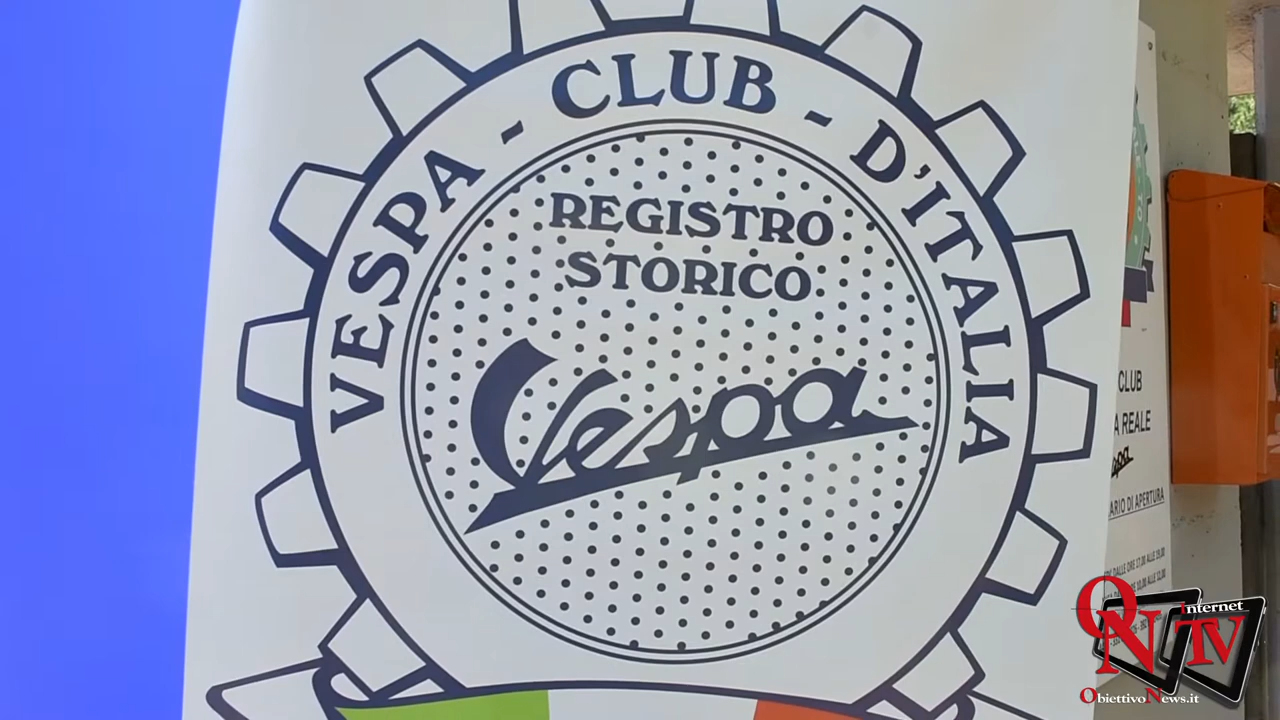 VESPA - CLUB - D'ITALIA
REGISTRO
STORICO
Vespa
CLUB
REALE
ARIO DI APERTURA
ONTV
Internet
ObiettivoNews.it